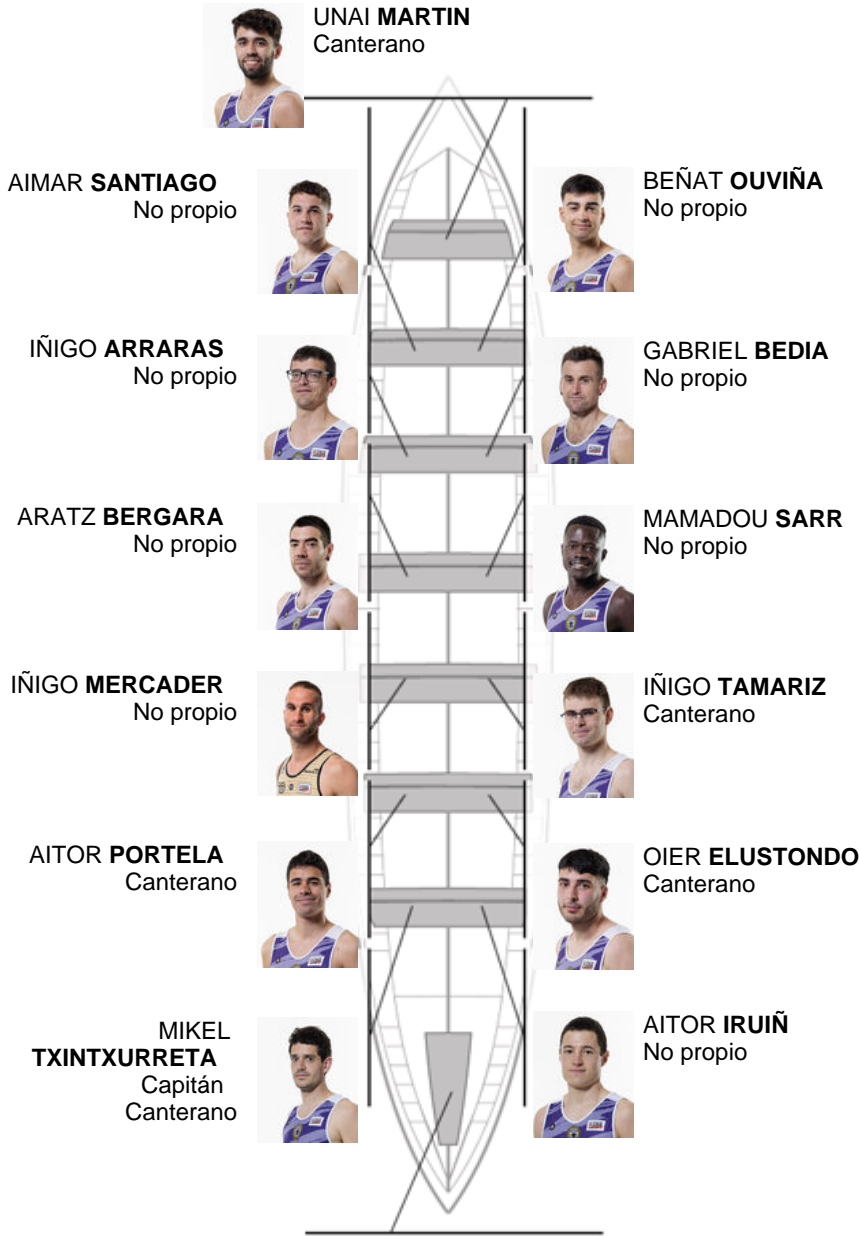 UNAI MARTIN
Canterano
AIMAR SANTIAGO
No propio
BEÑAT OUVIÑA
No propio
IÑIGO ARRARAS
No propio
GABRIEL BEDIA
No propio
ARATZ BERGARA
No propio
MAMADOU SARR
No propio
IÑIGO MERCADER
No propio
IÑIGO TAMARIZ
Canterano
AITOR PORTELA
Canterano
OIER ELUSTONDO
Canterano
MIKEL
TXINTXURRETA
Capitán
Canterano
AITOR IRUIÑ
No propio